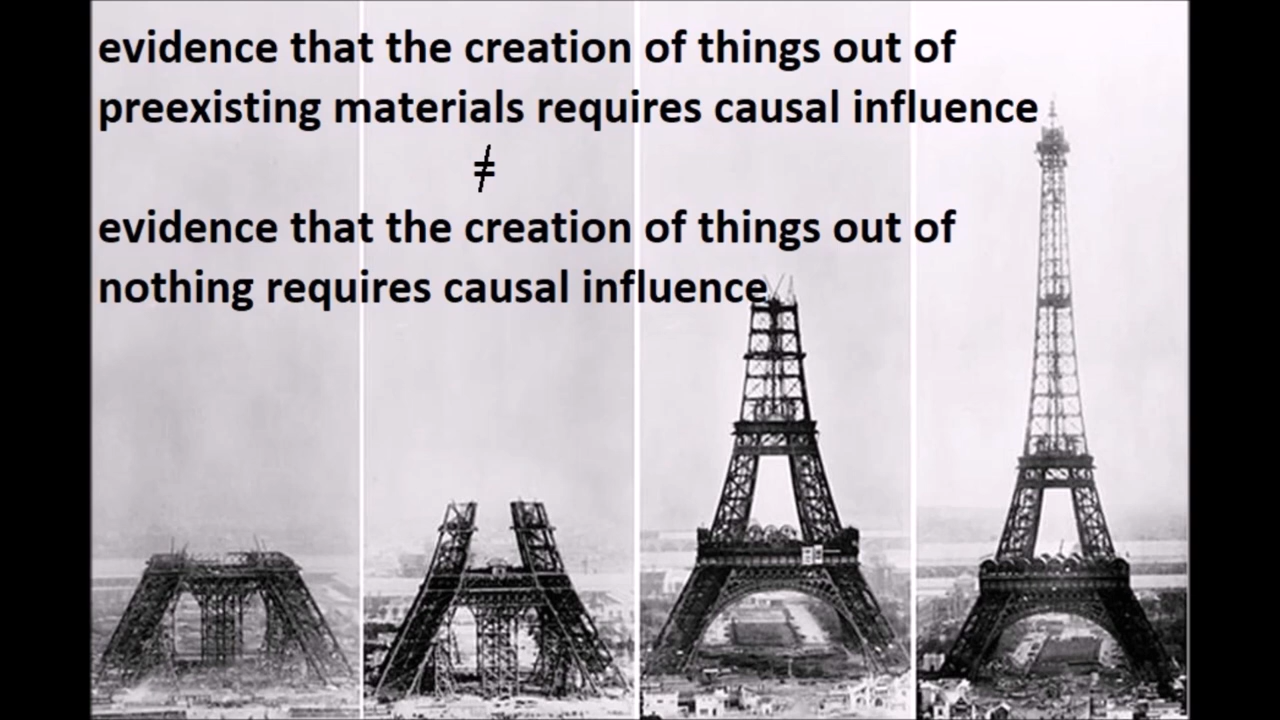 evidence that the creation of things out of
preexisting materials requires causal influence
≠
evidence that the creation of things out of
nothing requires causal influence